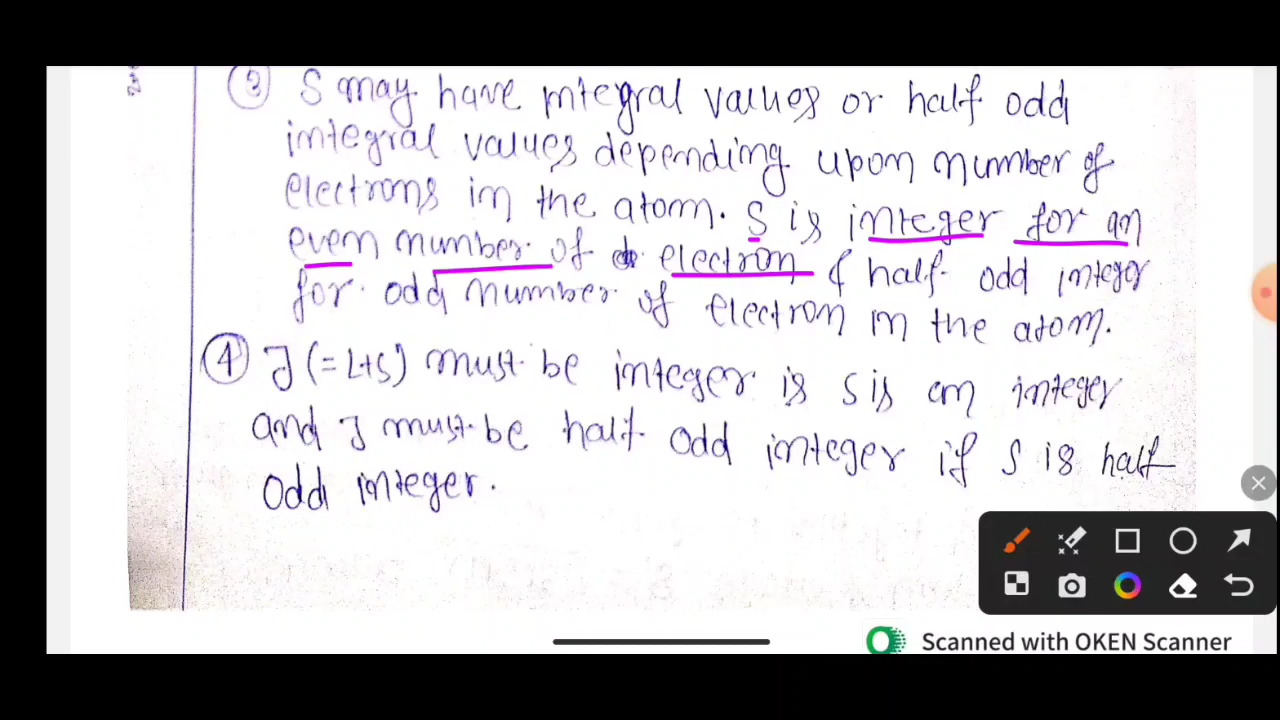 ③ S may have integral values or half odd
integral values depending upon number of
electrons in the atom. S is integer for an
even number of electron & half odd integer
for odd number of electron in the atom.
④ J (= L+S) must be integer is S is an integer
and J must be half odd integer if S is half
odd integer.
Scanned with OKEN Scanner